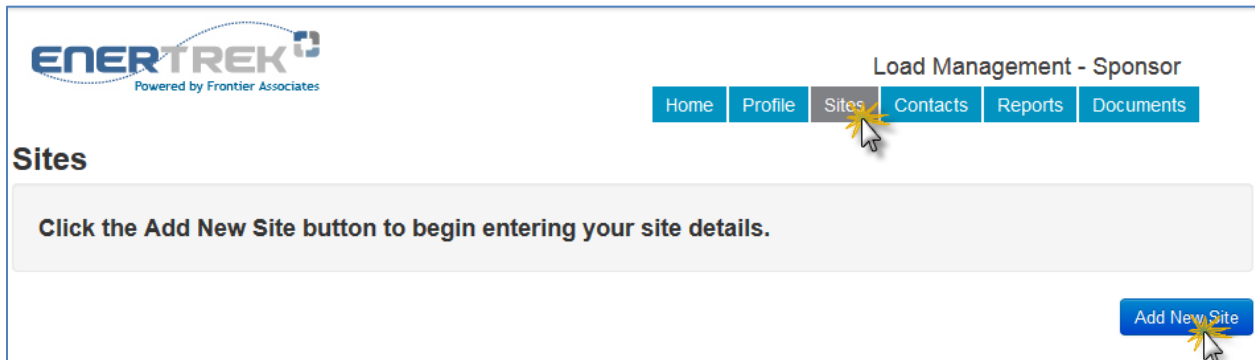 ENERTREK
Powered by Frontier Associates
Load Management - Sponsor
Home Profile Sites Contacts Reports Documents
Sites
Click the Add New Site button to begin entering your site details.
Add New Site